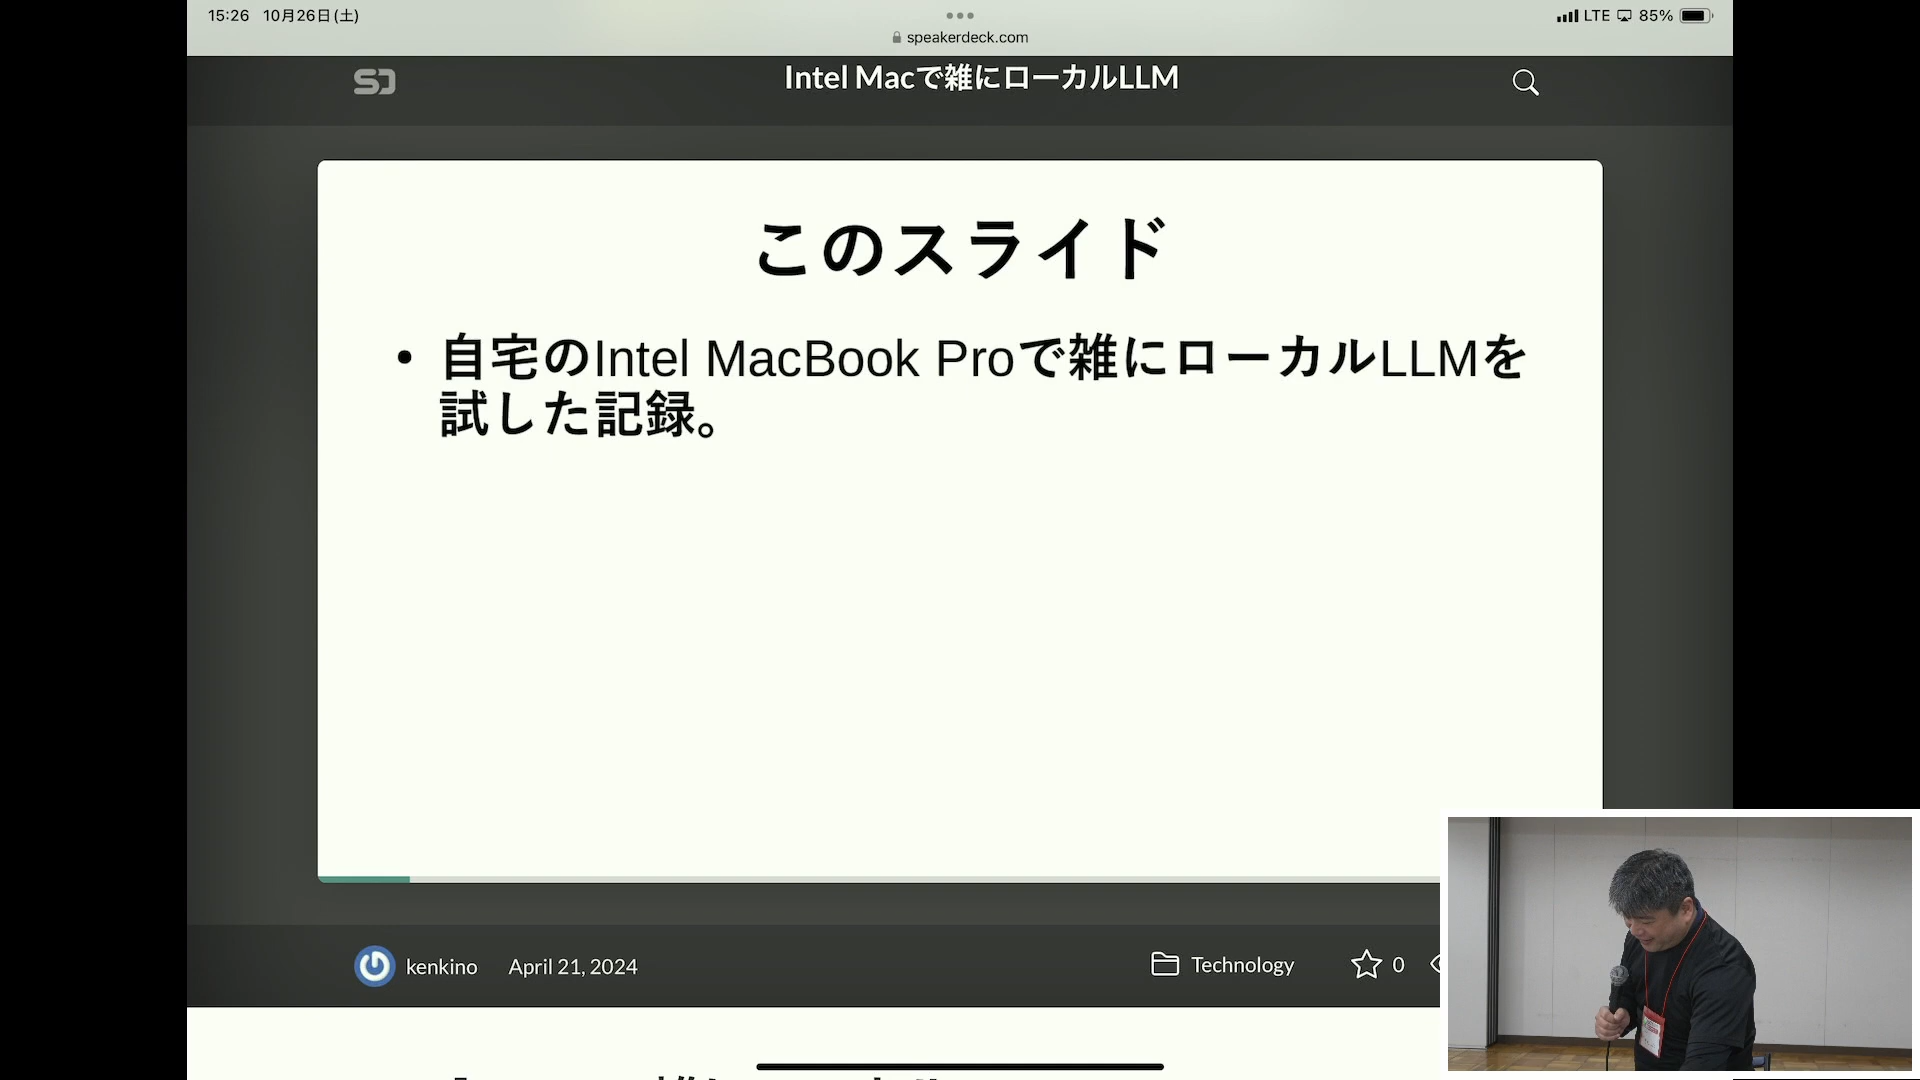 15:26 10月26日(土)
LTE 85%
speakerdeck.com
Intel Macで雑にローカルLLM
このスライド
• 自宅のIntel MacBook Proで雑にローカルLLMを
試した記録。
kenkino April 21, 2024 Technology 0